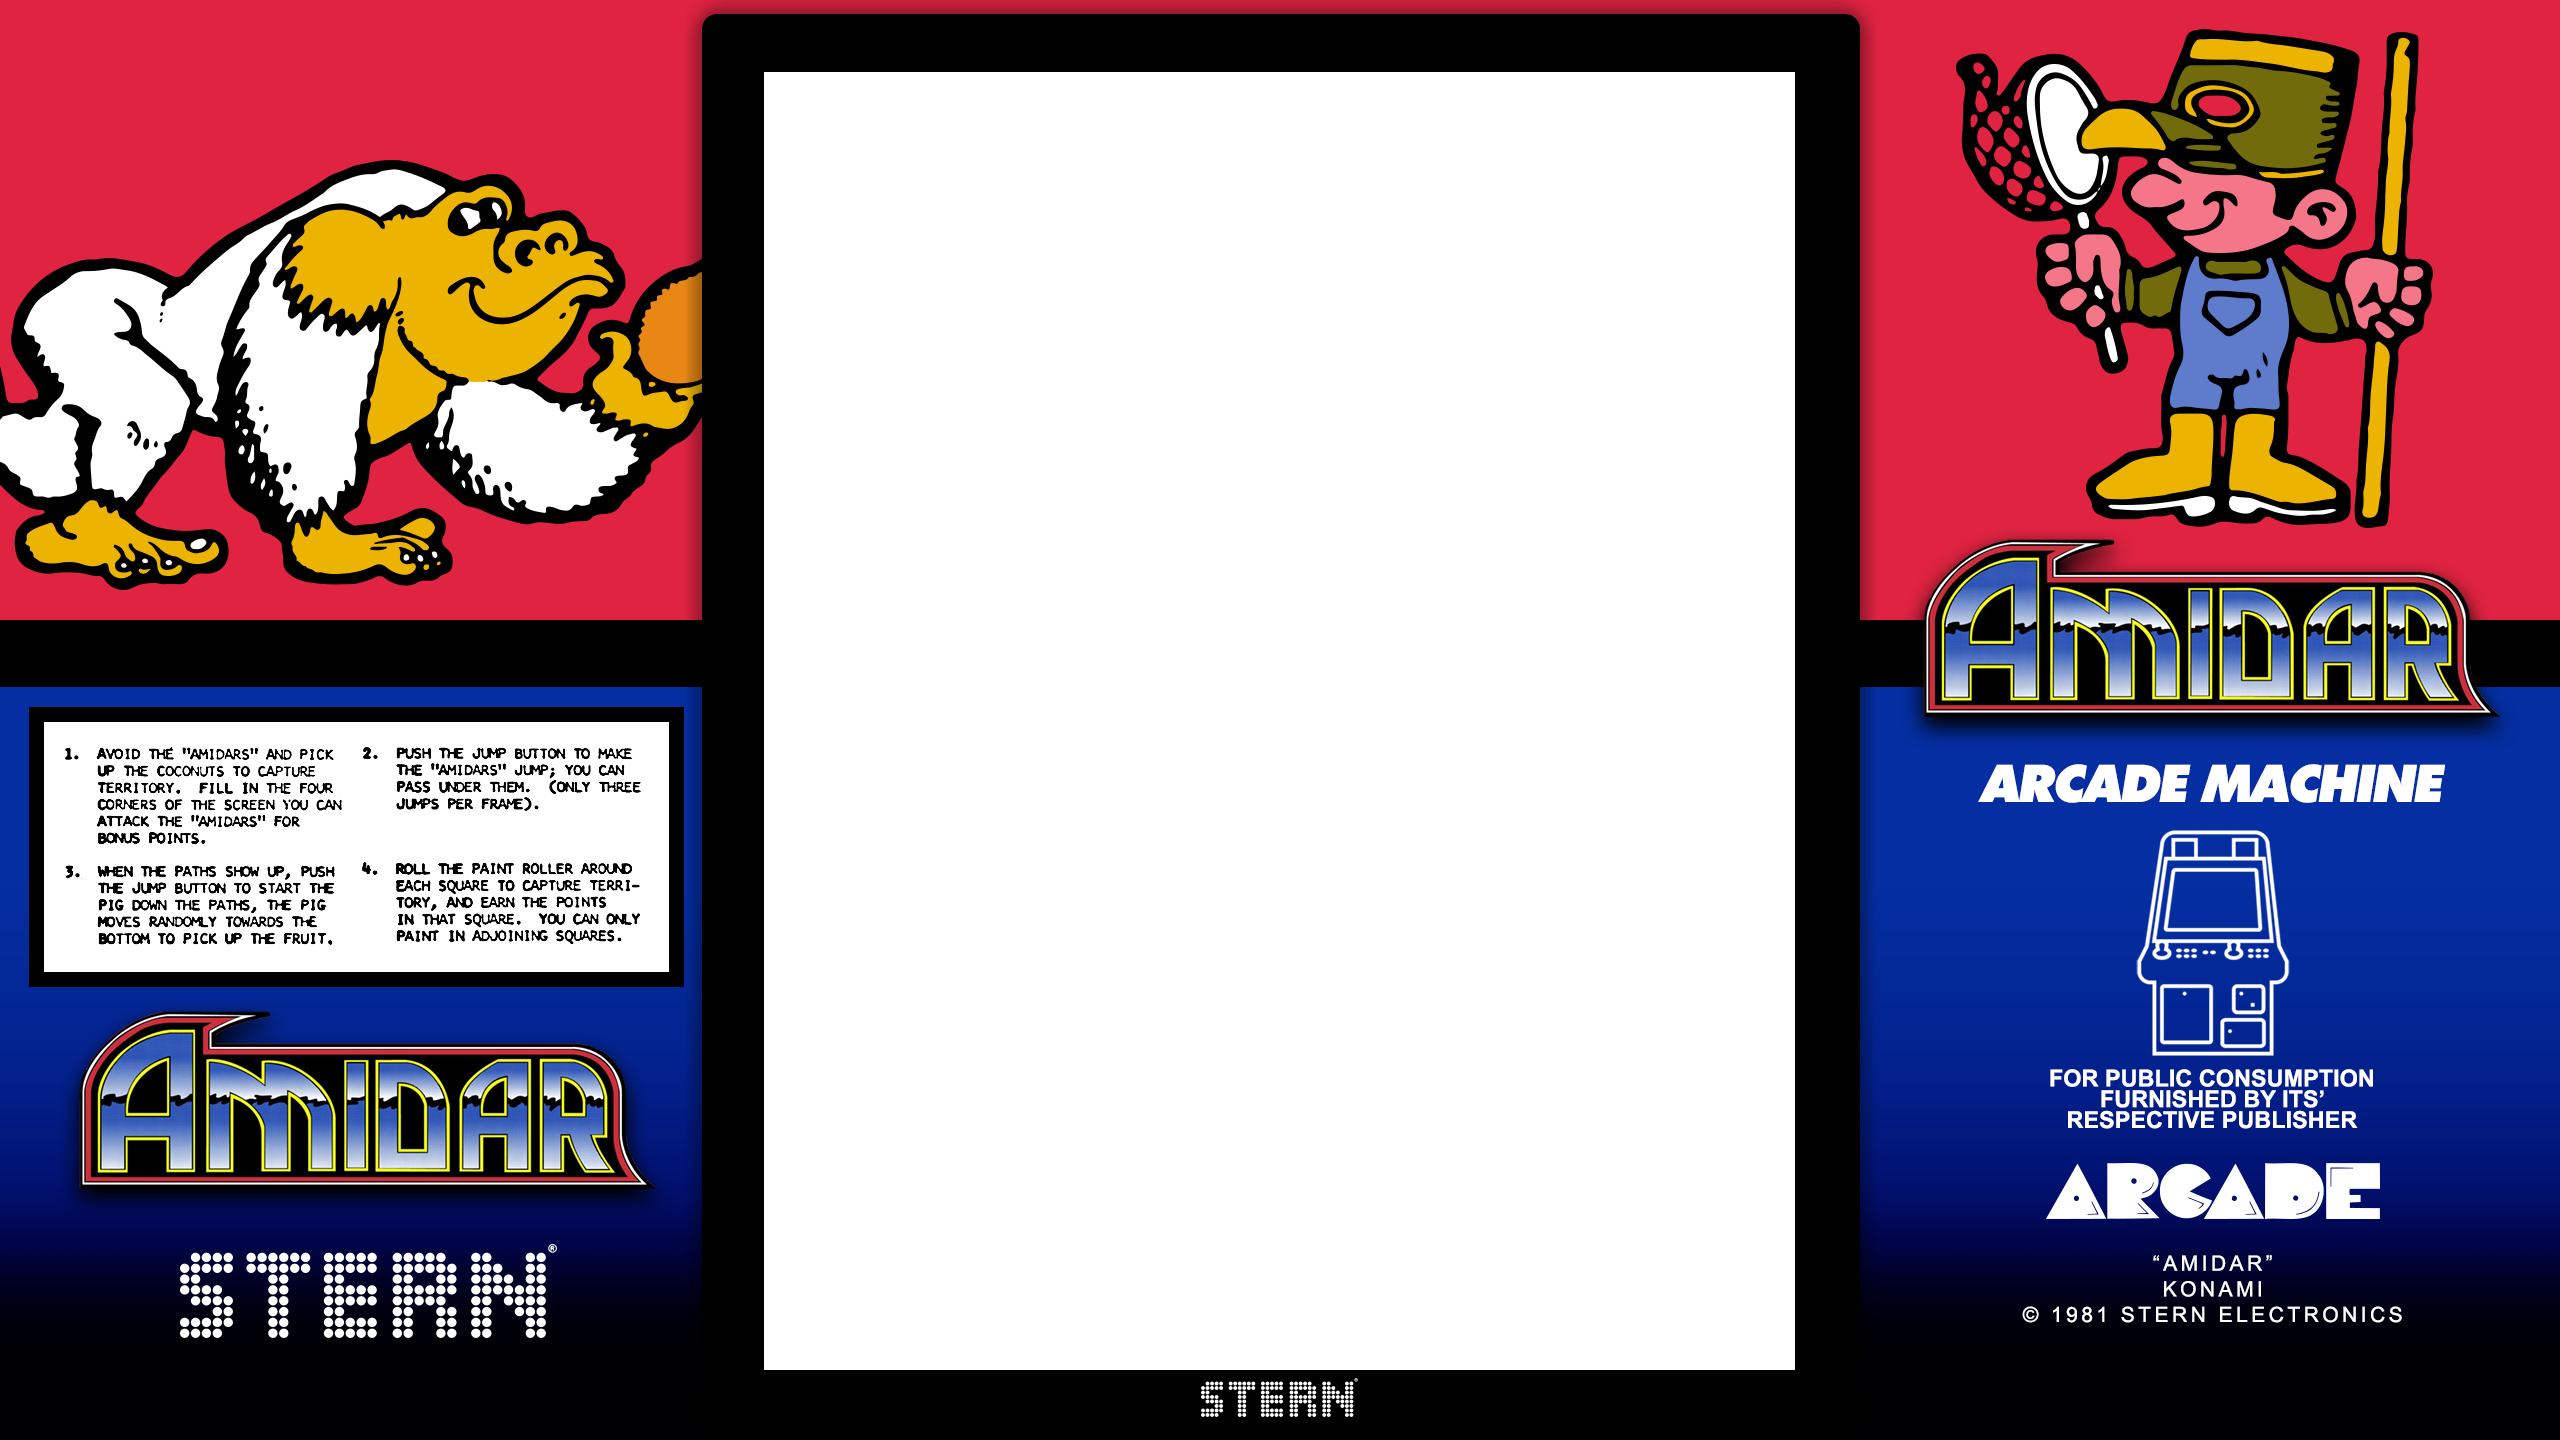 1. AVOID THE "AMIDARS" AND PICK
UP THE COCONUTS TO CAPTURE
TERRITORY. FILL IN THE FOUR
CORNERS OF THE SCREEN YOU CAN
ATTACK THE "AMIDARS" FOR
BONUS POINTS.
2. PUSH THE JUMP BUTTON TO MAKE
THE "AMIDARS" JUMP; YOU CAN
PASS UNDER THEM. (ONLY THREE
JUMPS PER FRAME).
3. WHEN THE PATHS SHOW UP, PUSH
THE JUMP BUTTON TO START THE
PIG DOWN THE PATHS, THE PIG
MOVES RANDOMLY TOWARDS THE
BOTTOM TO PICK UP THE FRUIT.
4. ROLL THE PAINT ROLLER AROUND
EACH SQUARE TO CAPTURE TERRI-
TORY, AND EARN THE POINTS
IN THAT SQUARE. YOU CAN ONLY
PAINT IN ADJOINING SQUARES.
AMIDAR
STERN®
STERN®
AMIDAR
ARCADE MACHINE
FOR PUBLIC CONSUMPTION
FURNISHED BY ITS’
RESPECTIVE PUBLISHER
ARCADE
“AMIDAR”
KONAMI
© 1981 STERN ELECTRONICS